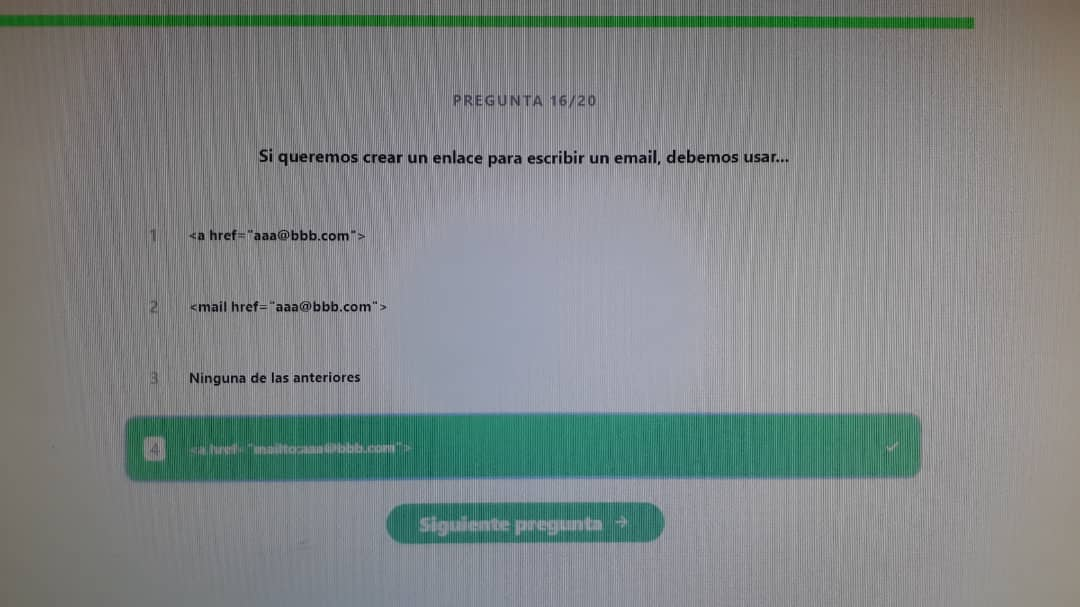 PREGUNTA 16/20
Si queremos crear un enlace para escribir un email, debemos usar...
1 <a href="aaa@bbb.com">
2 <mail href="aaa@bbb.com">
3 Ninguna de las anteriores
4 <a href="mailto:aaa@bbb.com">
Siguiente pregunta →